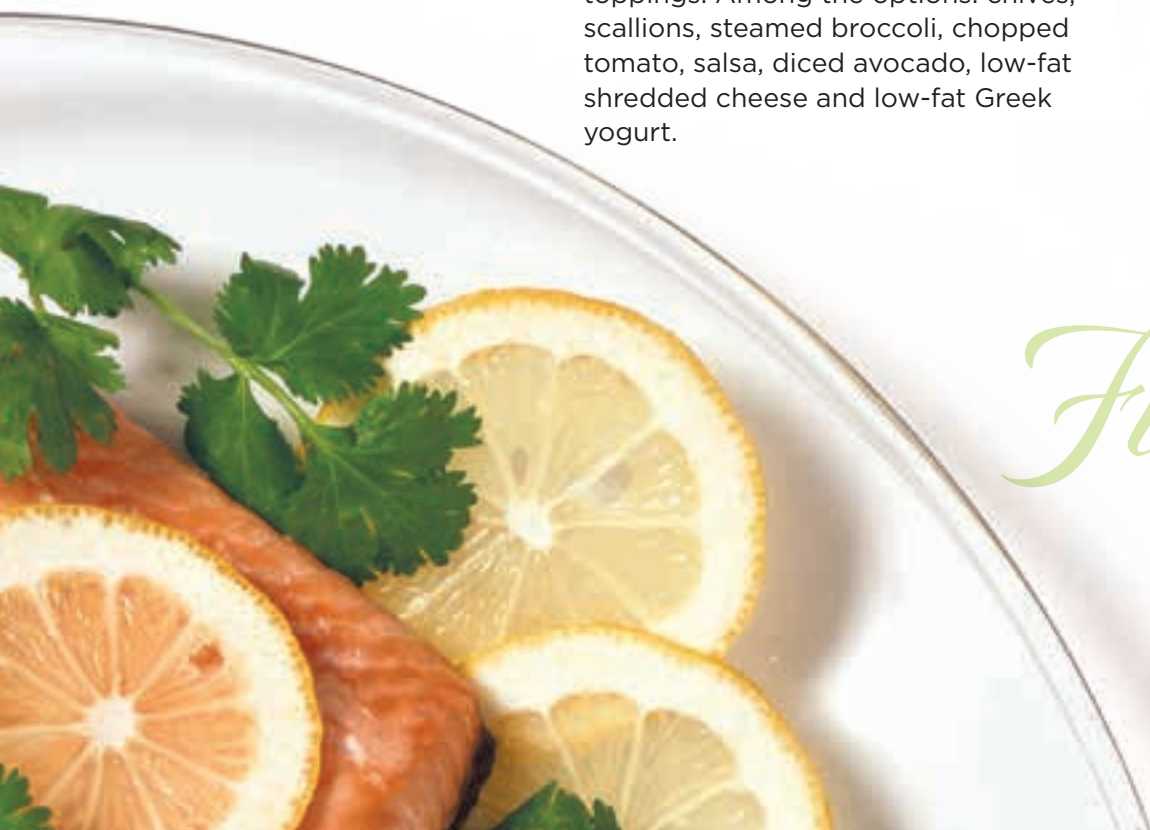 scallions, steamed broccoli, chopped
tomato, salsa, diced avocado, low-fat
shredded cheese and low-fat Greek
yogurt.